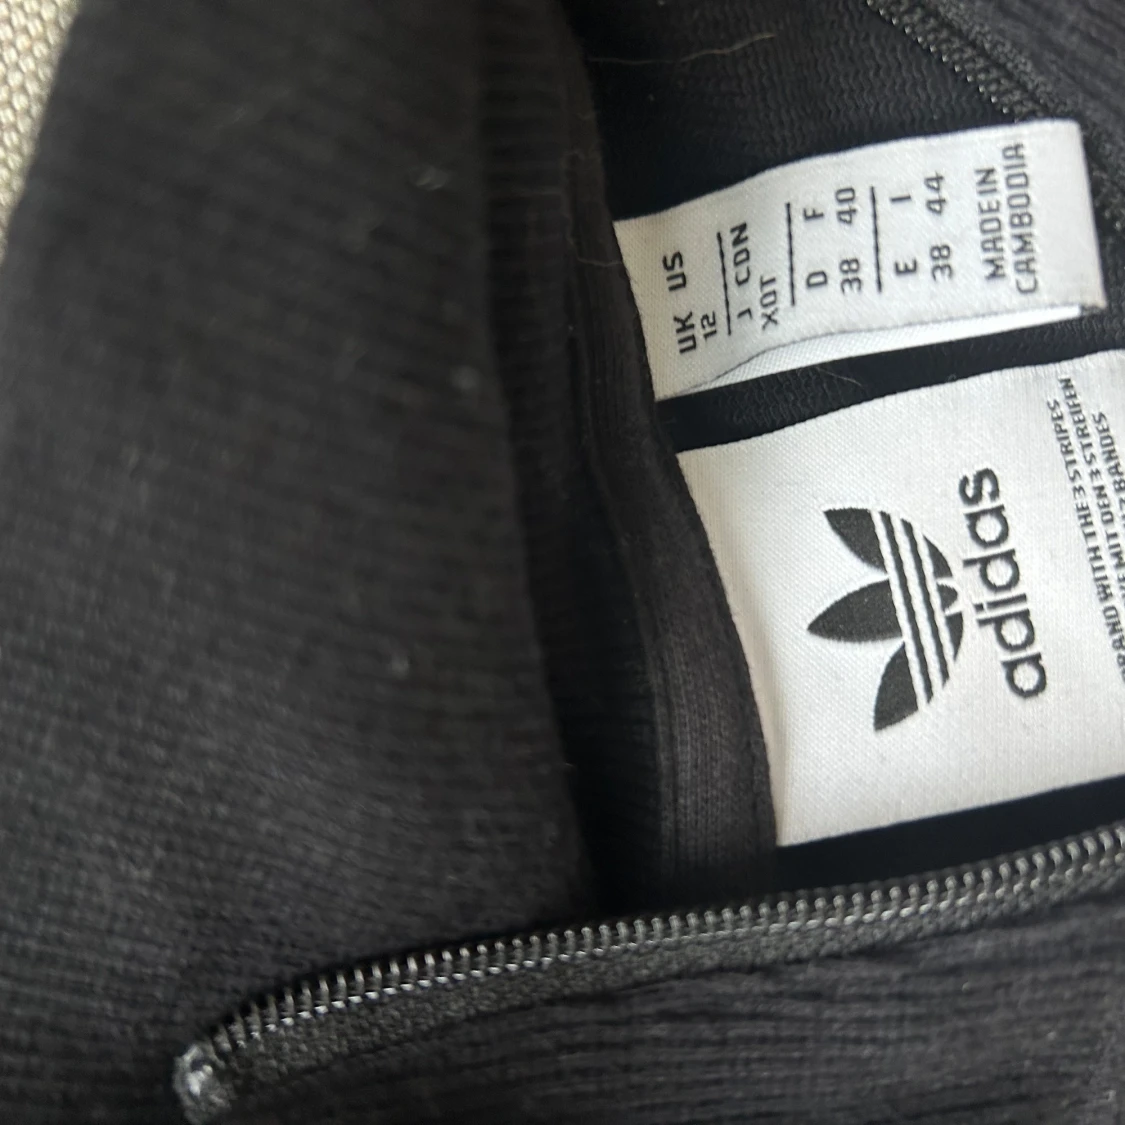 UK US
12
J CDN
XOT
D F
38 40
E I
38 44
MADE IN
CAMBODIA
adidas
BRAND WITH THE 3 STRIPES
MIT DEN 3 STREIFEN
BANDES